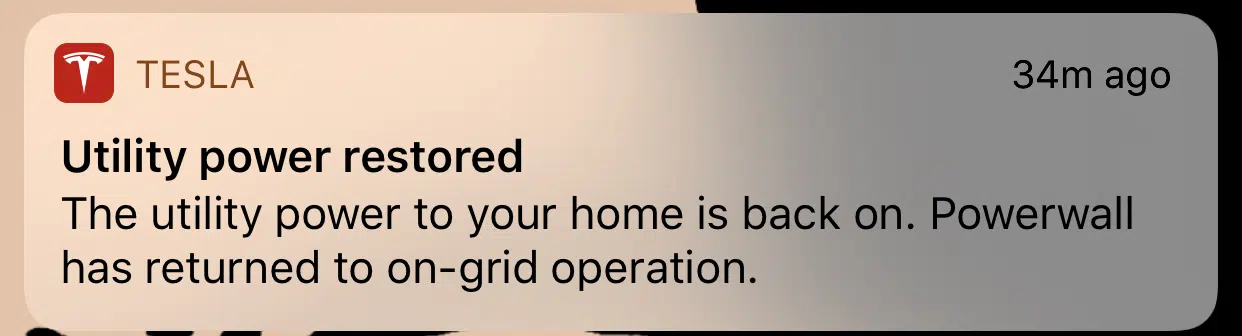 TESLA
34m ago
Utility power restored
The utility power to your home is back on. Powerwall
has returned to on-grid operation.